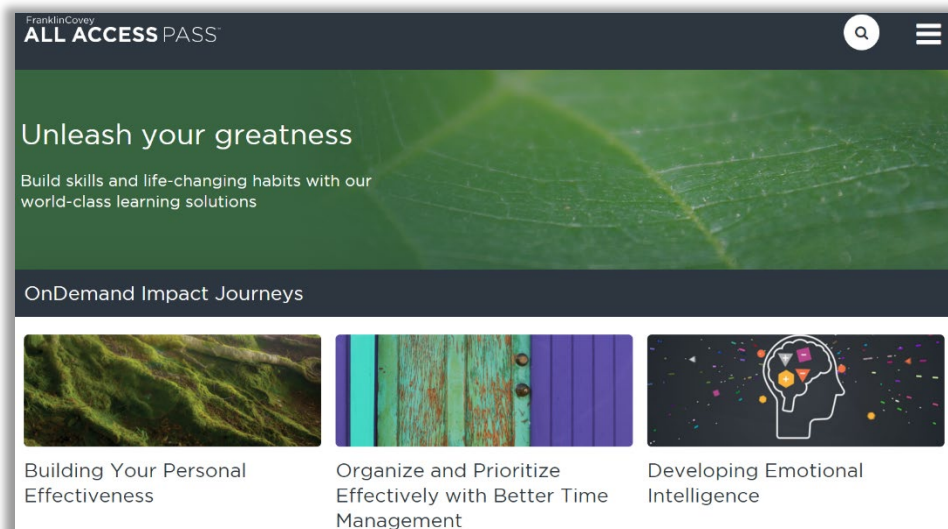 FranklinCovey
ALL ACCESS PASS
Unleash your greatness
Build skills and life-changing habits with our
world-class learning solutions
OnDemand Impact Journeys
Building Your Personal
Effectiveness
Organize and Prioritize
Effectively with Better Time
Management
Developing Emotional
Intelligence